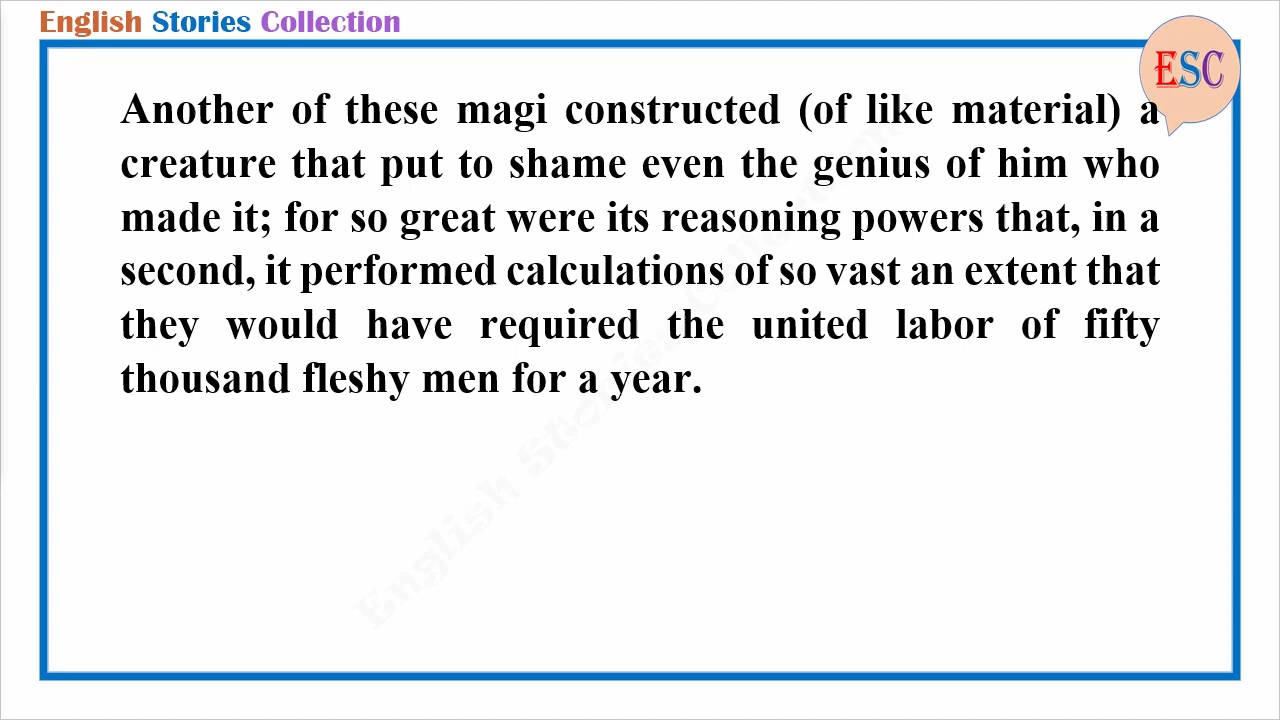 English Stories Collection
ESC
Another of these magi constructed (of like material) a
creature that put to shame even the genius of him who
made it; for so great were its reasoning powers that, in a
second, it performed calculations of so vast an extent that
they would have required the united labor of fifty
thousand fleshy men for a year.
English Stories Collection